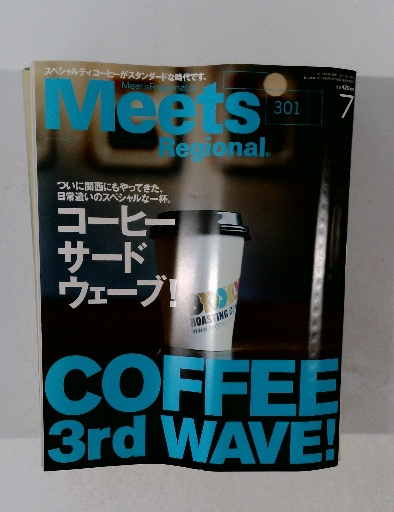 スペシャルティコーヒーがスタンダードな時代です。
MeetsRegional
Meets
Regional®
301
7
ついに関西にもやってきた、
日常遣いのスペシャルな一杯。
コーヒー
サード
ウェーブ!
ROASTING
COFFEE
3rd WAVE!